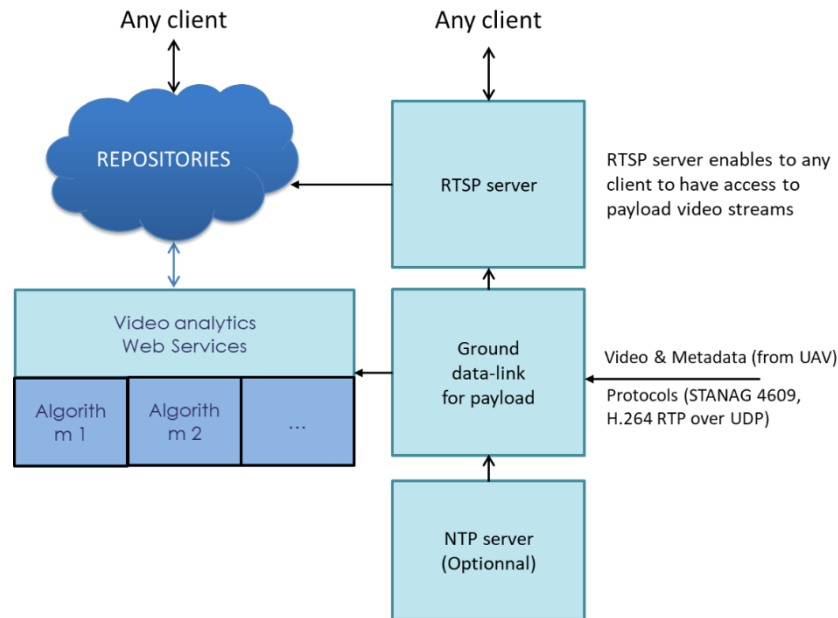 Any client
Any client
REPOSITORIES
RTSP server
RTSP server enables to any
client to have access to
payload video streams
Video analytics
Web Services
Ground
data-link
for payload
Video & Metadata (from UAV)
Protocols (STANAG 4609,
H.264 RTP over UDP)
Algorith
m 1
Algorith
m 2
...
NTP server
(Optionnal)